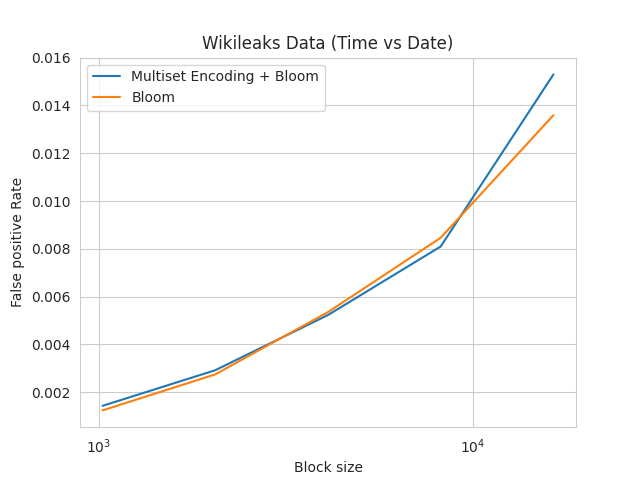 Wikileaks Data (Time vs Date)
Multiset Encoding + Bloom
Bloom
False positive Rate
0.016
0.014
0.012
0.010
0.008
0.006
0.004
0.002
10³
10⁴
Block size